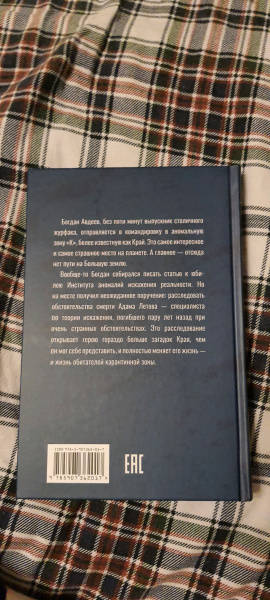 Богдан Авдеев, без пяти минут выпускник столичного
журфака, отправляется в командировку в аномальную
зону «К», более известную как Край. Это самое интересное
и самое страшное место на планете. А главное — отсюда
нет пути на Большую землю.
Вообще-то Богдан собирался писать статью к юби-
лею Института аномалий искажения реальности. Но
на месте получил неожиданное поручение: расследовать
обстоятельства смерти Адама Летова — специалиста
по теории искажения, погибшего пару лет назад при
очень странных обстоятельствах. Это расследование
открывает герою гораздо больше загадок Края, чем
он мог себе представить, и полностью меняет его жизнь —
и жизнь обитателей карантинной зоны.
EAC